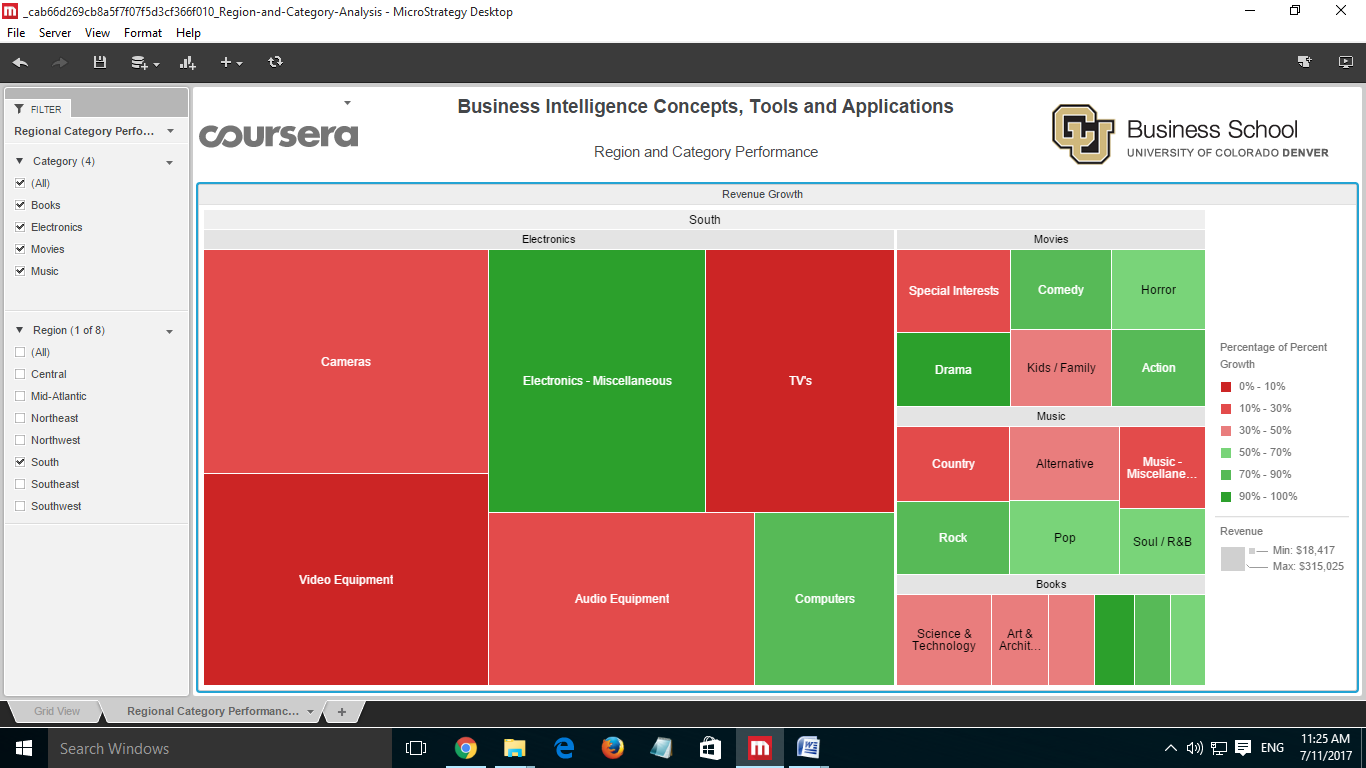 _cab66d269cb8a5f7f07f5d3cf366f010_Region-and-Category-Analysis - MicroStrategy Desktop
File Server View Format Help
FILTER
Regional Category Perfo...
Category (4)
(All)
Books
Electronics
Movies
Music
Region (1 of 8)
(All)
Central
Mid-Atlantic
Northeast
Northwest
South
Southeast
Southwest
coursera
Business Intelligence Concepts, Tools and Applications
Region and Category Performance
CU
Business School
UNIVERSITY OF COLORADO DENVER
Revenue Growth
South
Electronics
Cameras
Electronics - Miscellaneous
TV's
Video Equipment
Audio Equipment
Computers
Movies
Special Interests
Comedy
Horror
Drama
Kids / Family
Action
Music
Country
Alternative
Music -
Miscellane...
Rock
Pop
Soul / R&B
Books
Science &
Technology
Art &
Archit...
Percentage of Percent
Growth
0% - 10%
10% - 30%
30% - 50%
50% - 70%
70% - 90%
90% - 100%
Revenue
Min: $18,417
Max: $315,025
Grid View
Regional Category Performanc...
Search Windows
ENG
11:25 AM
7/11/2017